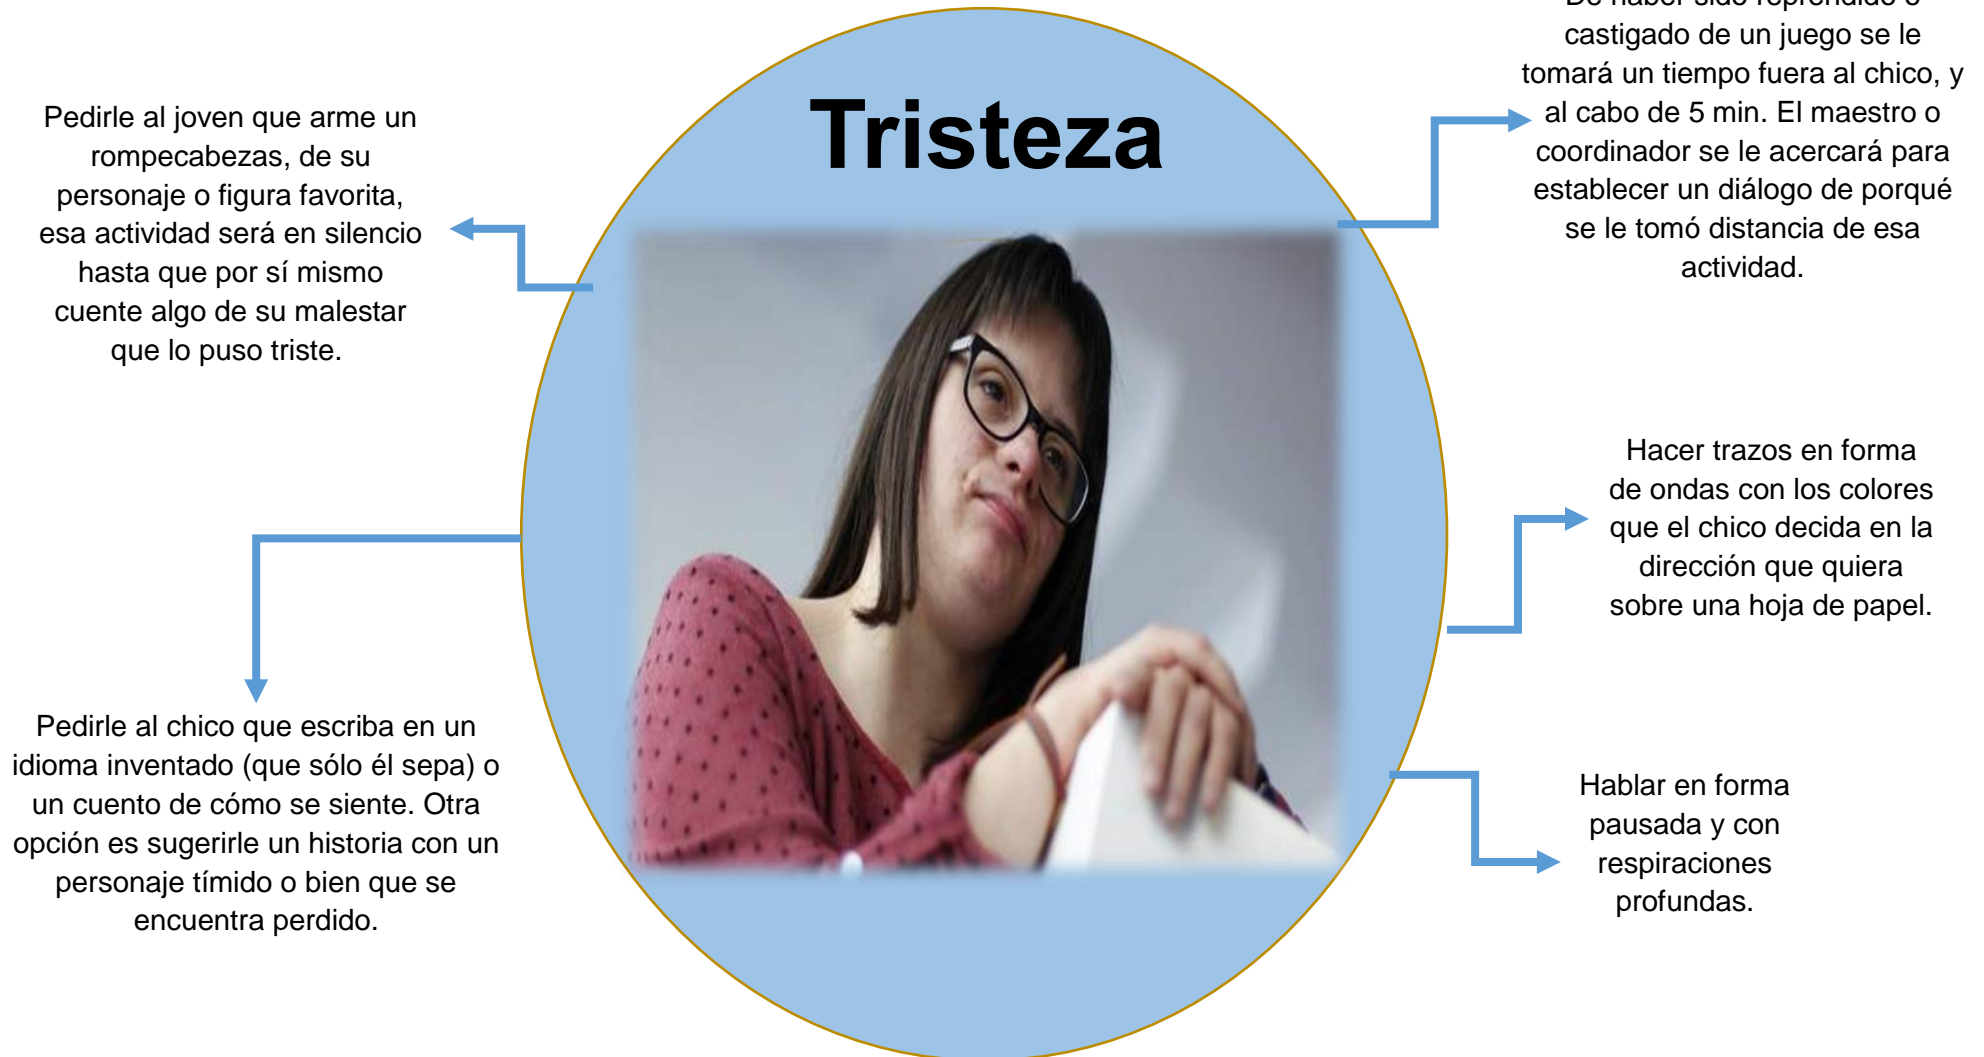 Tristeza
Pedirle al joven que arme un
rompecabezas, de su
personaje o figura favorita,
esa actividad será en silencio
hasta que por sí mismo
cuente algo de su malestar
que lo puso triste.
De haber sido reprendido o
castigado de un juego se le
tomará un tiempo fuera al chico, y
al cabo de 5 min. El maestro o
coordinador se le acercará para
establecer un diálogo de porqué
se le tomó distancia de esa
actividad.
Hacer trazos en forma
de ondas con los colores
que el chico decida en la
dirección que quiera
sobre una hoja de papel.
Pedirle al chico que escriba en un
idioma inventado (que sólo él sepa) o
un cuento de cómo se siente. Otra
opción es sugerirle un historia con un
personaje tímido o bien que se
encuentra perdido.
Hablar en forma
pausada y con
respiraciones
profundas.